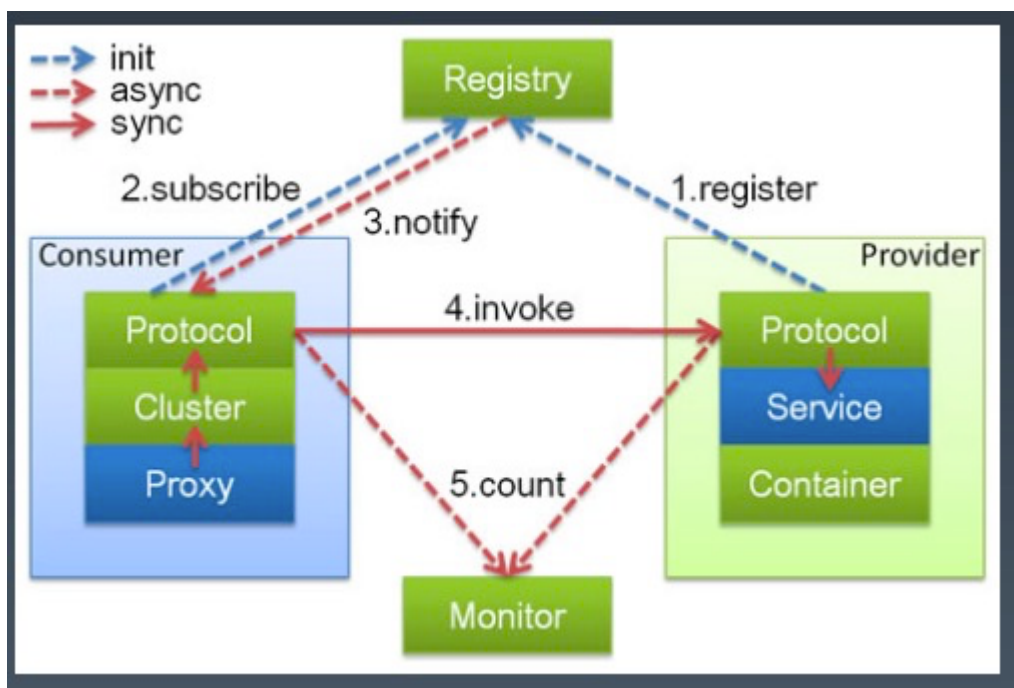 init
async
sync
Registry
2.subscribe
1.register
3.notify
Consumer
Provider
Protocol
4.invoke
Protocol
Cluster
Service
Proxy
5.count
Container
Monitor